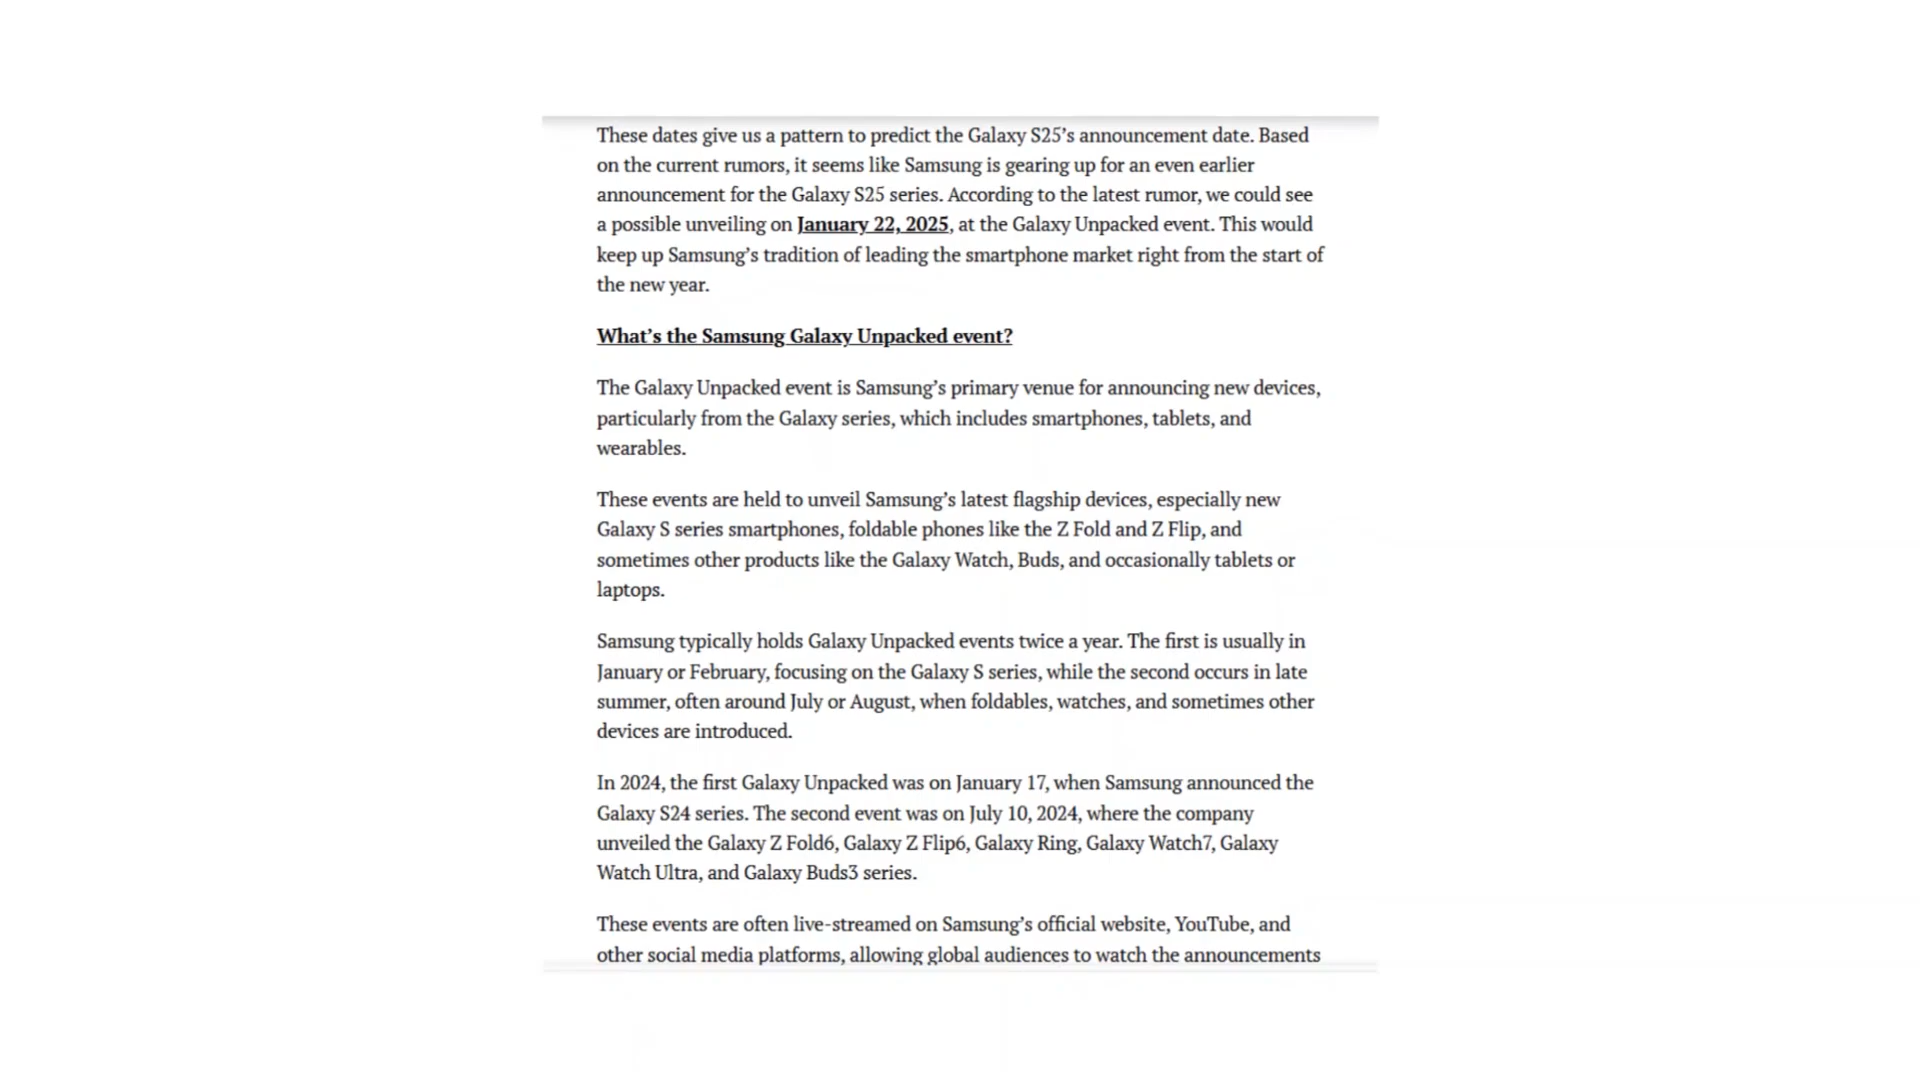 These dates give us a pattern to predict the Galaxy S25’s announcement date. Based
on the current rumors, it seems like Samsung is gearing up for an even earlier
announcement for the Galaxy S25 series. According to the latest rumor, we could see
a possible unveiling on January 22, 2025, at the Galaxy Unpacked event. This would
keep up Samsung’s tradition of leading the smartphone market right from the start of
the new year.
What’s the Samsung Galaxy Unpacked event?
The Galaxy Unpacked event is Samsung’s primary venue for announcing new devices,
particularly from the Galaxy series, which includes smartphones, tablets, and
wearables.
These events are held to unveil Samsung’s latest flagship devices, especially new
Galaxy S series smartphones, foldable phones like the Z Fold and Z Flip, and
sometimes other products like the Galaxy Watch, Buds, and occasionally tablets or
laptops.
Samsung typically holds Galaxy Unpacked events twice a year. The first is usually in
January or February, focusing on the Galaxy S series, while the second occurs in late
summer, often around July or August, when foldables, watches, and sometimes other
devices are introduced.
In 2024, the first Galaxy Unpacked was on January 17, when Samsung announced the
Galaxy S24 series. The second event was on July 10, 2024, where the company
unveiled the Galaxy Z Fold6, Galaxy Z Flip6, Galaxy Ring, Galaxy Watch7, Galaxy
Watch Ultra, and Galaxy Buds3 series.
These events are often live-streamed on Samsung’s official website, YouTube, and
other social media platforms, allowing global audiences to watch the announcements